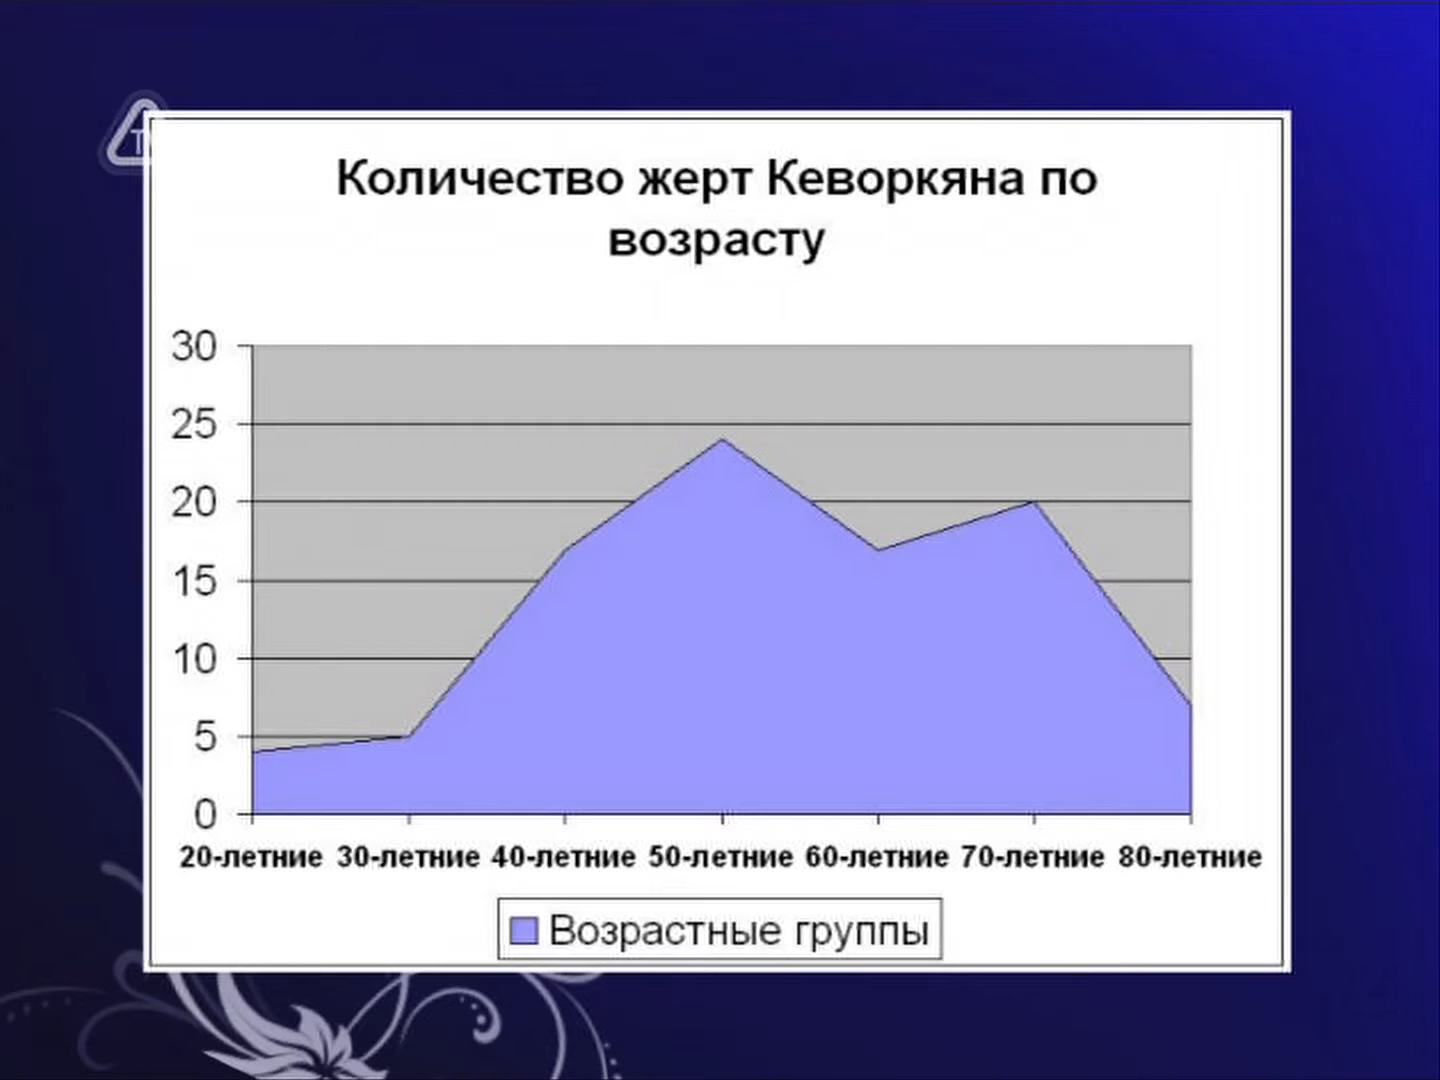 Количество жерт Кеворкяна по
возрасту
30
25
20
15
10
5
0
20-летние 30-летние 40-летние 50-летние 60-летние 70-летние 80-летние
Возрастные группы